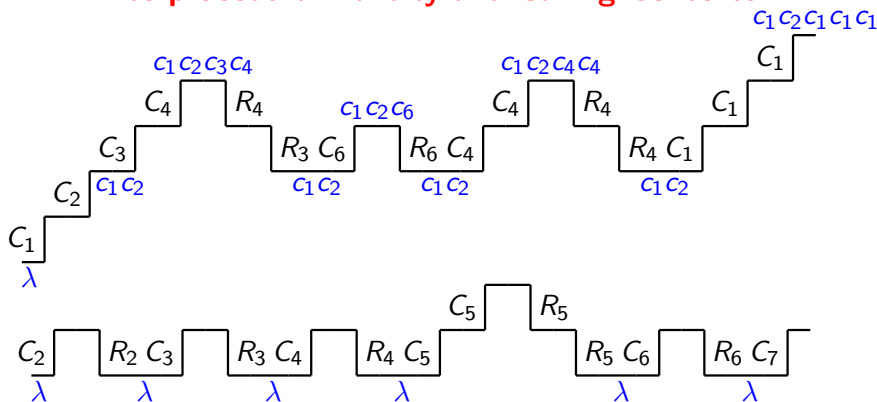 c₁c₂c₁c₁c₁
C₁
c₁c₂c₃c₄ c₁c₂c₄c₄
C₄ R₄ c₁c₂c₆ C₄ R₄ C₁
C₃ R₃ C₆ R₆ C₄ R₄ C₁
c₁c₂ c₁c₂ c₁c₂ c₁c₂
C₂
C₁
λ
C₅ R₅
C₂ R₂ C₃ R₃ C₄ R₄ C₅ R₅ C₆ R₆ C₇
λ λ λ λ λ λ